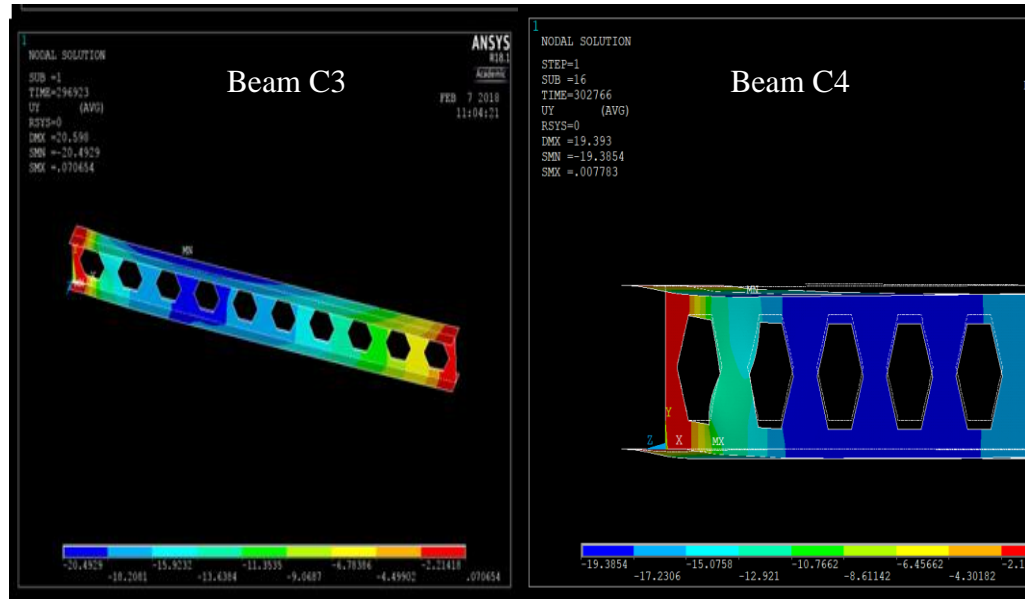 1
NODAL SOLUTION
SUB =1
TIME=296923
UY (AVG)
RSYS=0
DMX =20.598
SMN =-20.4929
SMX =.070654
Beam C3
ANSYS
R18.1
Academic
FEB 7 2018
11:04:21
MN
-20.4929 -15.9232 -11.3535 -6.78386 -2.21418
-18.2081 -13.6384 -9.0687 -4.49902 .070654
1
NODAL SOLUTION
STEP=1
SUB =16
TIME=302766
UY (AVG)
RSYS=0
DMX =19.393
SMN =-19.3854
SMX =.007783
Beam C4
MN
Y
Z X MX
-19.3854 -15.0758 -10.7662 -6.45662 -2.1
-17.2306 -12.921 -8.61142 -4.30182